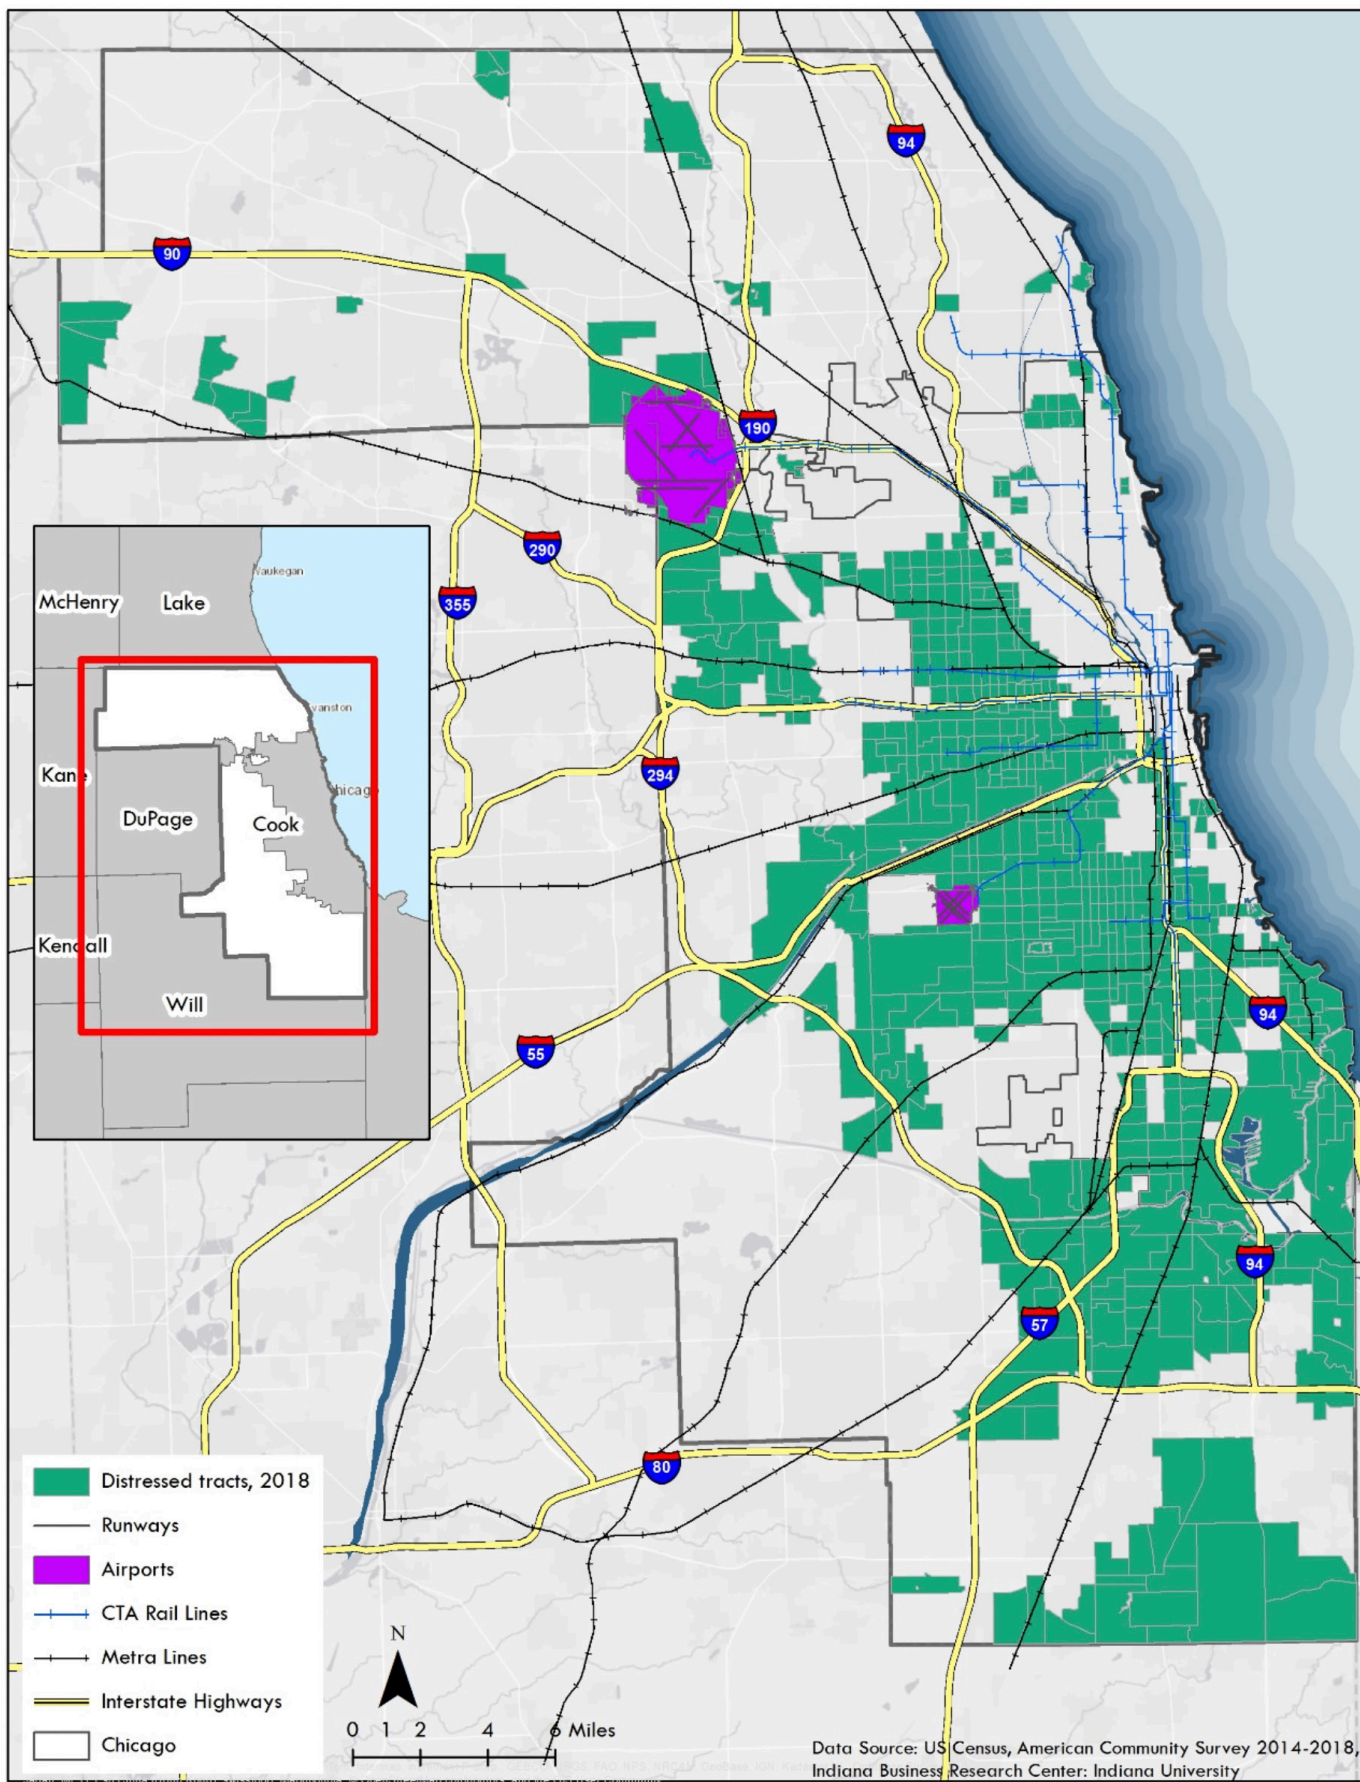 94
90
190
290
355
294
55
94
94
57
80
Waukegan
McHenry
Lake
Evanston
Kane
Chicago
DuPage
Cook
Kendall
Will
Distressed tracts, 2018
Runways
Airports
CTA Rail Lines
Metra Lines
Interstate Highways
Chicago
N
0 1 2 4 6 Miles
Data Source: US Census, American Community Survey 2014-2018,
Indiana Business Research Center: Indiana University